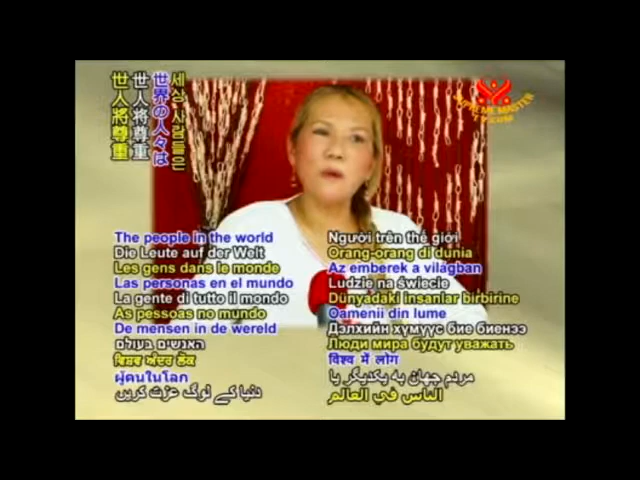 世人將尊重
世人将尊重
世界の人々は
세상 사람들은
SUPREME MASTER
The people in the world
Die Leute auf der Welt
Les gens dans le monde
Las personas en el mundo
La gente di tutto il mondo
As pessoas no mundo
De mensen in de wereld
האנשים בעולם
ਵਿਸ਼ਵ ਅੰਦਰ ਲੋਕ
ผู้คนในโลก
دنیا کے لوگ عزت کریں
Người trên thế giới
Orang-orang di dunia
Az emberek a világban
Ludzie na świecie
Dünyadaki insanlar birbirine
Oamenii din lume
Дэлхийн хүмүүс бие биенээ
Люди мира будут уважать
विश्व में लोग
مردم جهان به یکدیگر یا
الناس في العالم